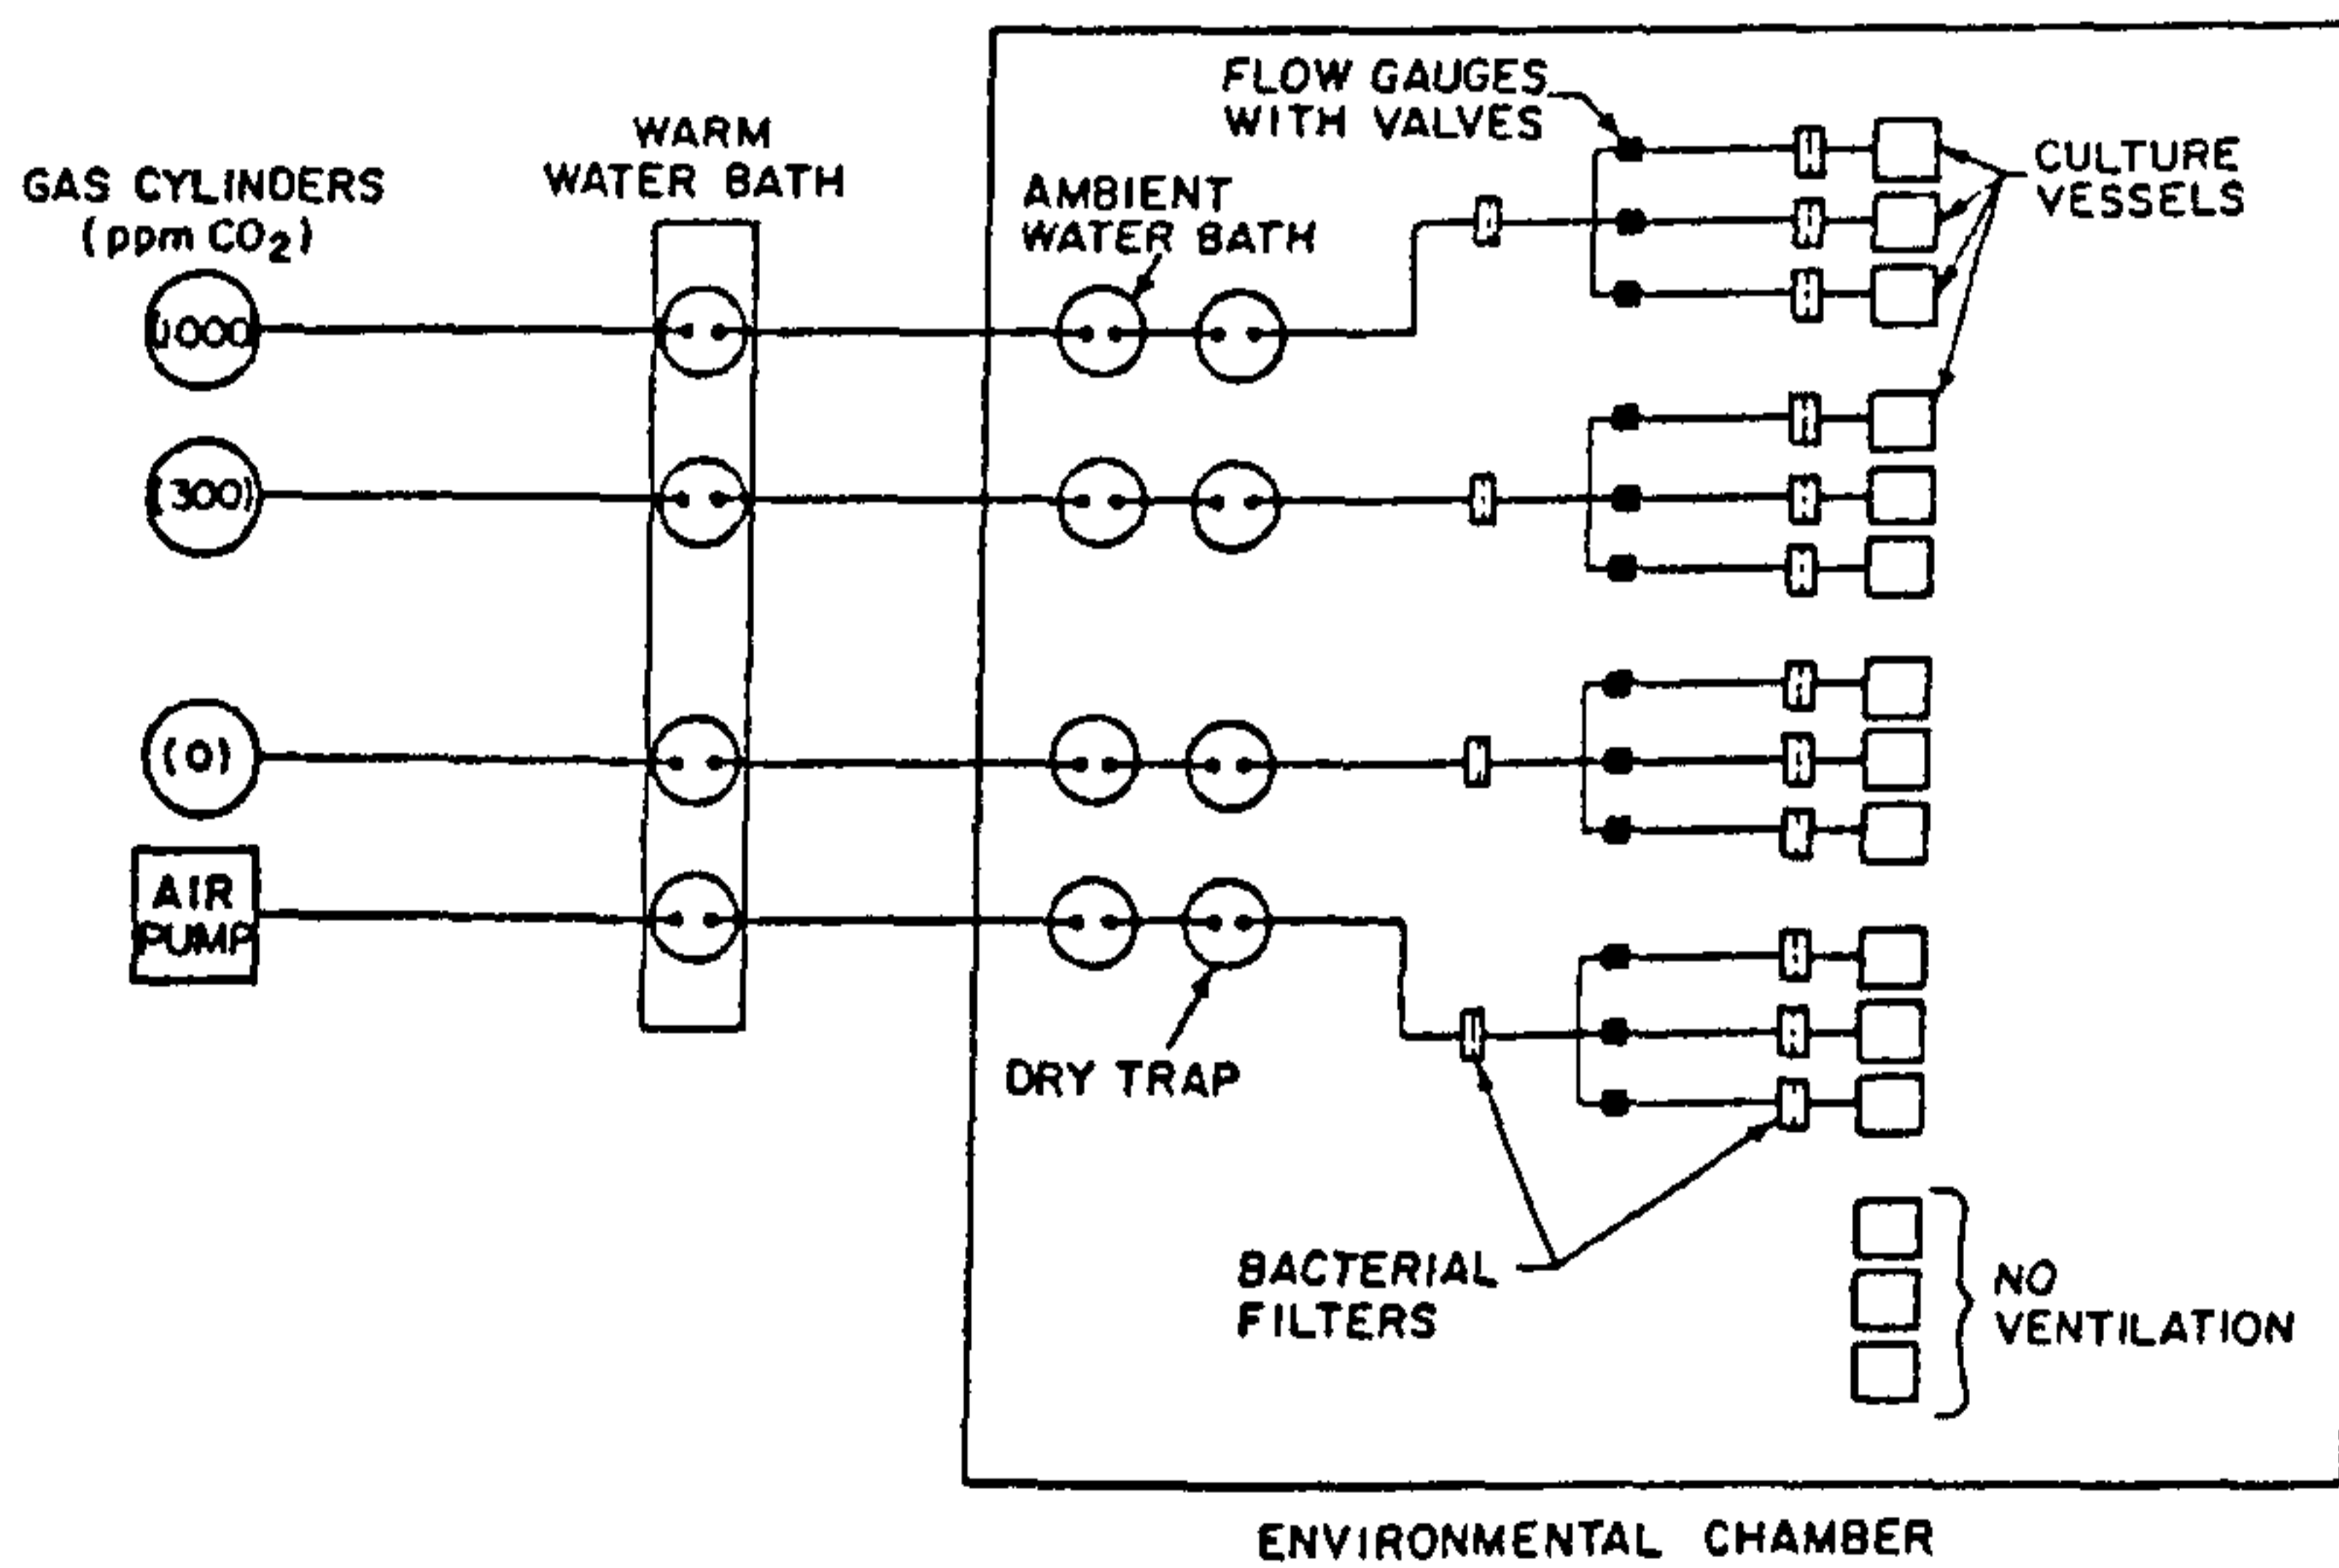 FLOW GAUGES
WITH VALVES
WARM
WATER BATH
GAS CYLINDERS
(ppm CO₂)
AMBIENT
WATER BATH
CULTURE
VESSELS
(1000)
(300)
(0)
AIR
PUMP
DRY TRAP
BACTERIAL
FILTERS
NO
VENTILATION
ENVIRONMENTAL CHAMBER